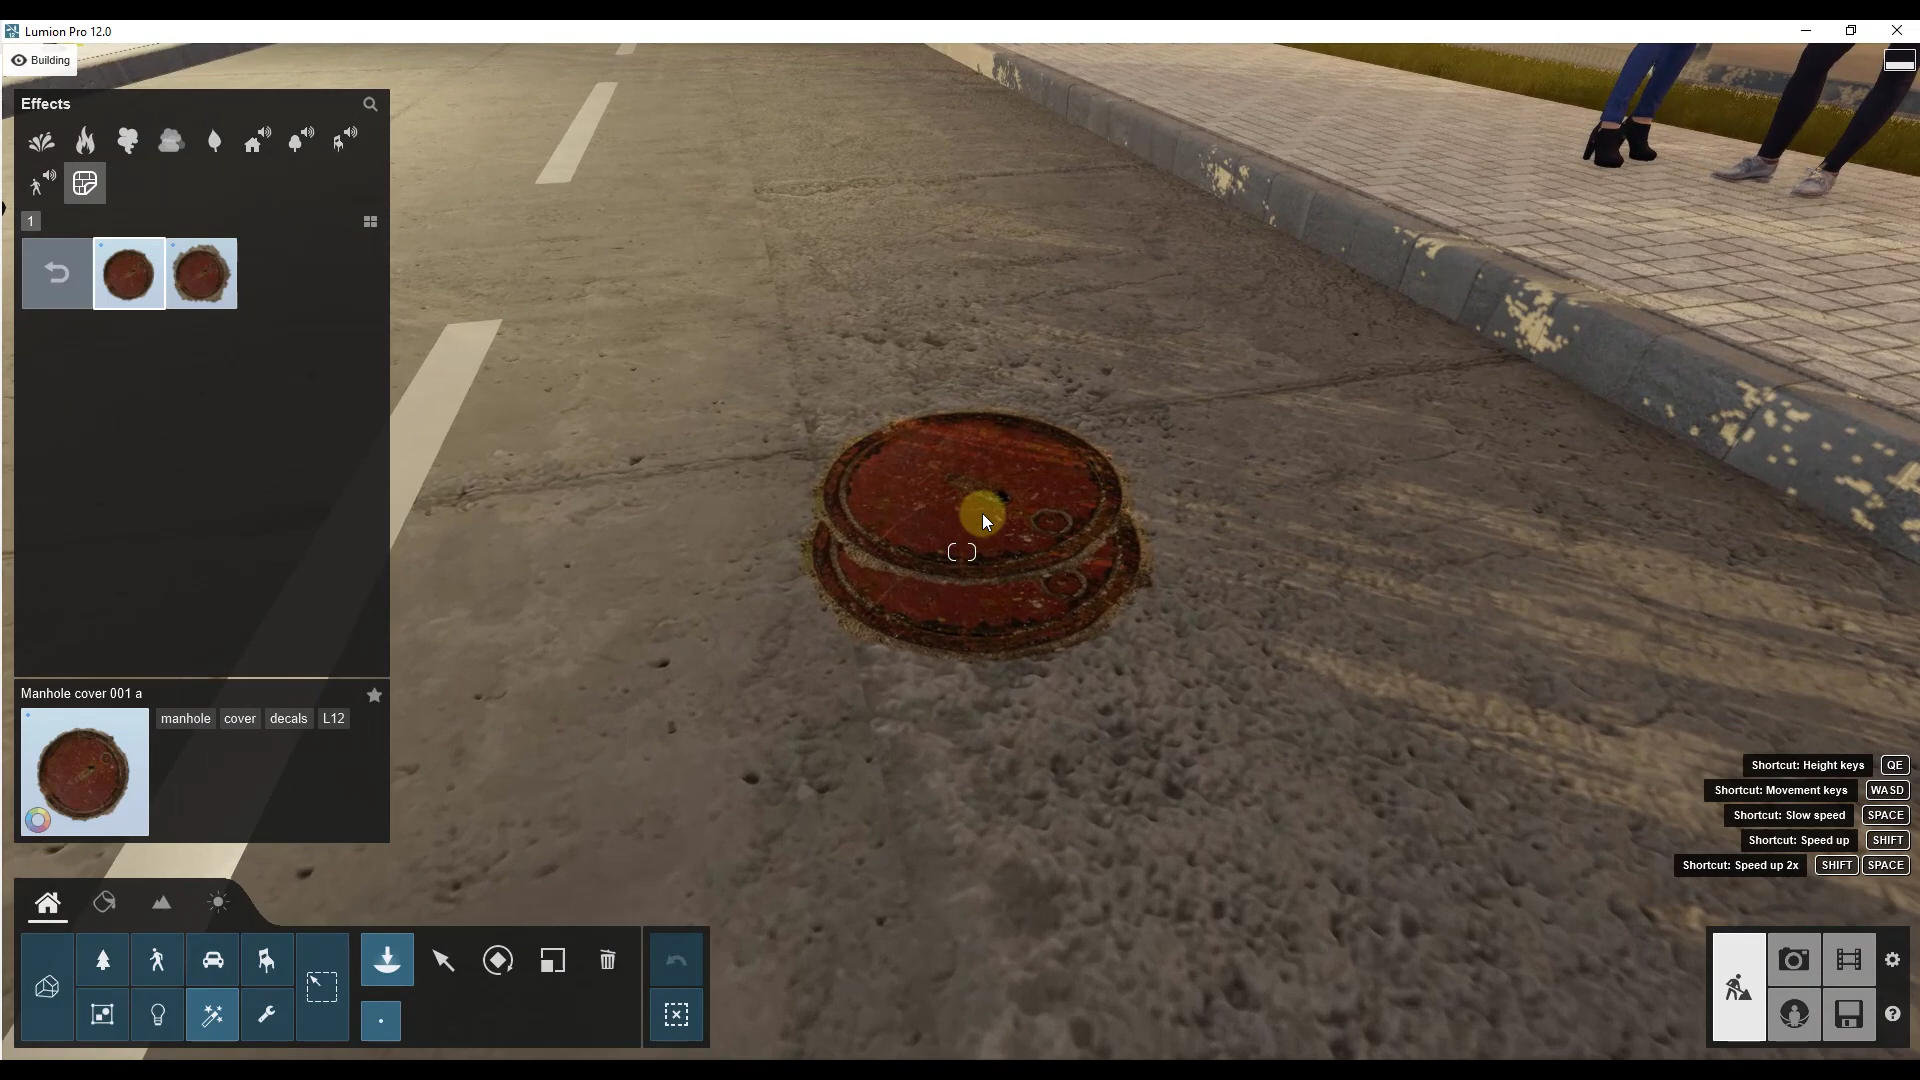 Lumion Pro 12.0
Building
Effects
1
Manhole cover 001 a
manhole cover decals L12
Shortcut: Height keys QE
Shortcut: Movement keys WASD
Shortcut: Slow speed SPACE
Shortcut: Speed up SHIFT
Shortcut: Speed up 2x SHIFT SPACE